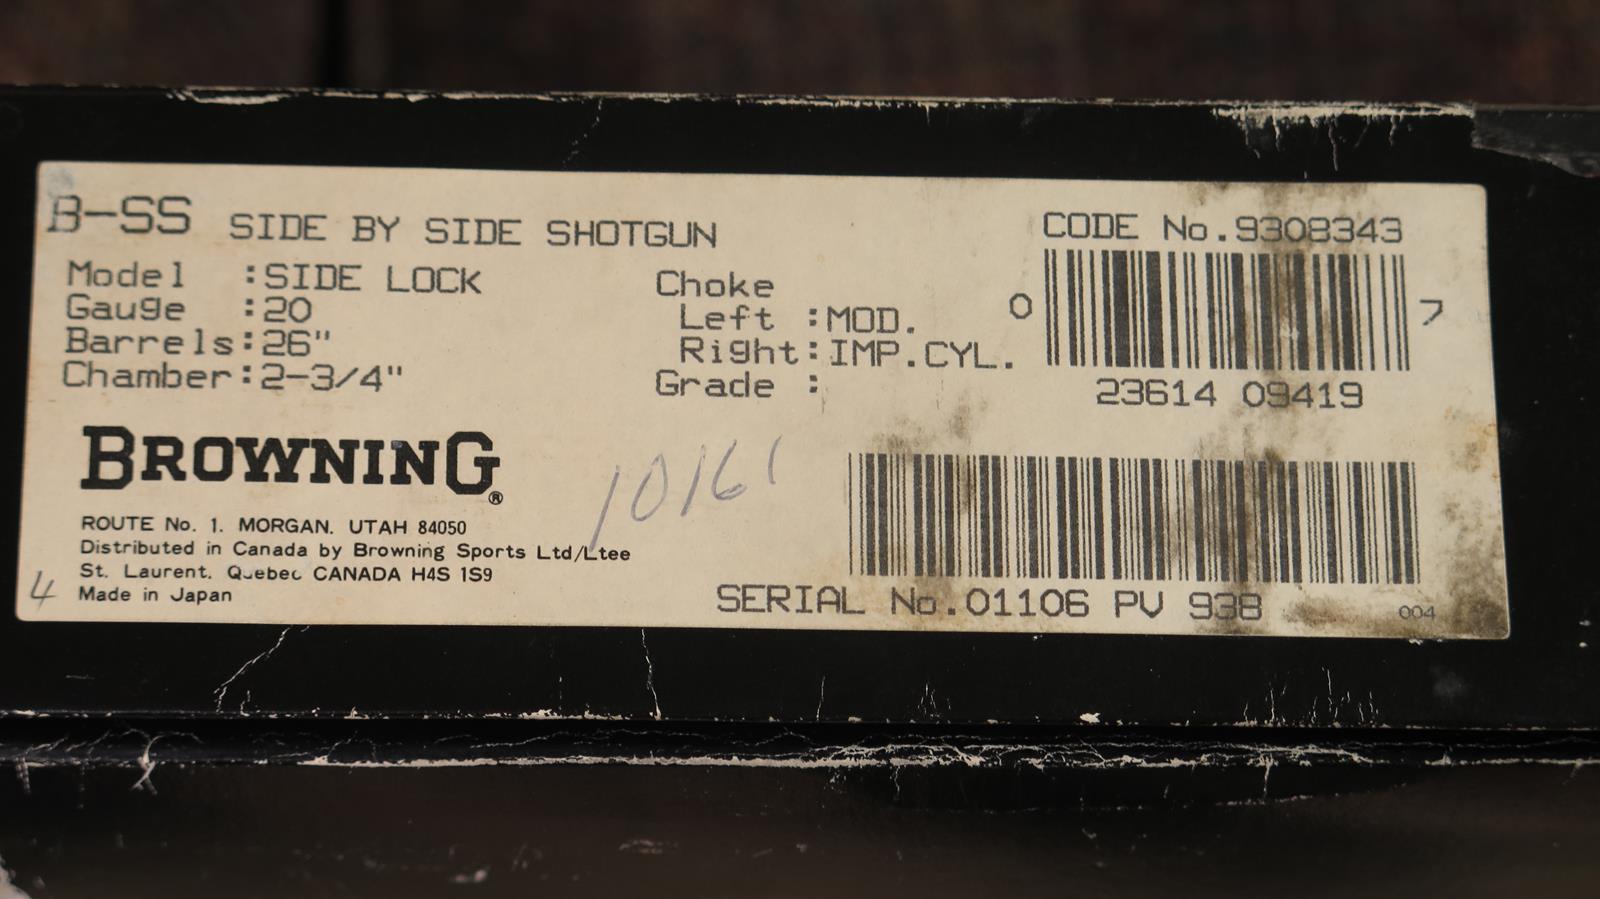 B-SS SIDE BY SIDE SHOTGUN
Model :SIDE LOCK
Gauge :20
Barrels:26"
Chamber:2-3/4"
Choke
Left :MOD.
Right:IMP.CYL.
Grade :
CODE No.9308343
0 7
23614 09419
BROWNING®
ROUTE No. 1. MORGAN. UTAH 84050
Distributed in Canada by Browning Sports Ltd/Ltee
St. Laurent. Quebec CANADA H4S 1S9
Made in Japan
4
10161
SERIAL No.01106 PV 938
004